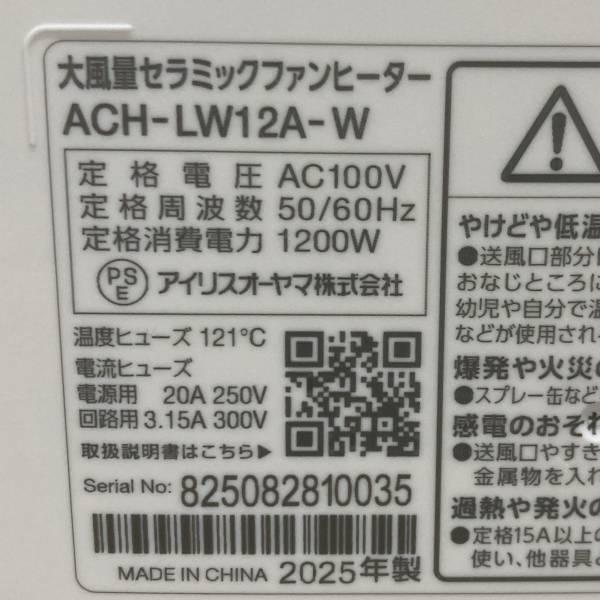 大風量セラミックファンヒーター
ACH-LW12A-W
定格電圧 AC100V
定格周波数 50/60Hz
定格消費電力 1200W
PSE アイリスオーヤマ株式会社
温度ヒューズ 121℃
電流ヒューズ
電源用 20A 250V
回路用 3.15A 300V
取扱説明書はこちら▶
Serial No: 825082810035
MADE IN CHINA 2025年製
やけどや低温
●送風口部分に
おなじところに
幼児や自分で温
などが使用され
爆発や火災の
●スプレー缶など
感電のおそれ
●送風口やすき
金属物を入れ
過熱や発火の
●定格15A以上の
使い、他器具と